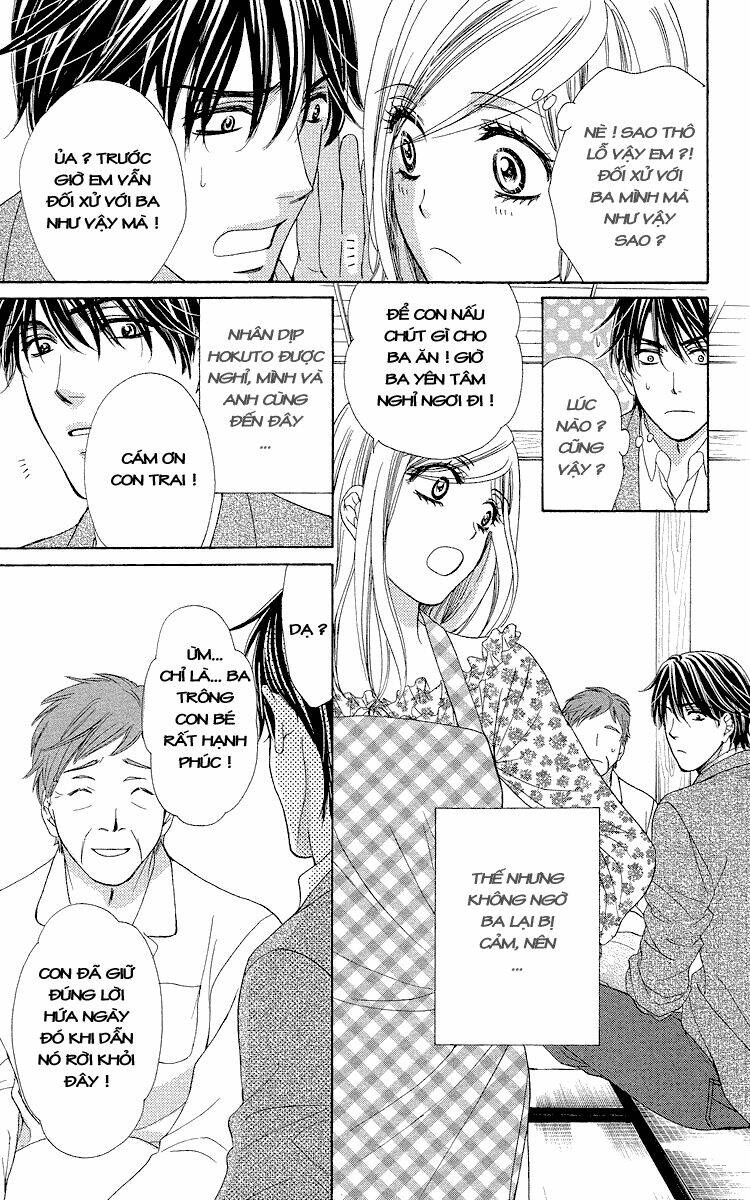 NÈ ! SAO THÔ
LỖ VẬY EM ?!
ĐỐI XỬ VỚI
BA MÌNH MÀ
NHƯ VẬY
SAO ?
ỦA ? TRƯỚC
GIỜ EM VẪN
ĐỐI XỬ VỚI BA
NHƯ VẬY MÀ !
LÚC
NÀO ?
CŨNG
VẬY ?
ĐỂ CON NẤU
CHÚT GÌ CHO
BA ĂN ! GIỜ
BA YÊN TÂM
NGHỈ NGƠI ĐI !
NHÂN DỊP
HOKUTO ĐƯỢC
NGHỈ, MÌNH VÀ
ANH CŨNG
ĐẾN ĐÂY
...
CÁM ƠN
CON TRAI !
THẾ NHƯNG
KHÔNG NGỜ
BA LẠI BỊ
CẢM, NÊN
...
DẠ ?
ỪM...
CHỈ LÀ... BA
TRÔNG
CON BÉ
RẤT HẠNH
PHÚC !
CON ĐÃ GIỮ
ĐÚNG LỜI
HỨA NGÀY
ĐÓ KHI DẪN
NÓ RỜI KHỎI
ĐÂY !